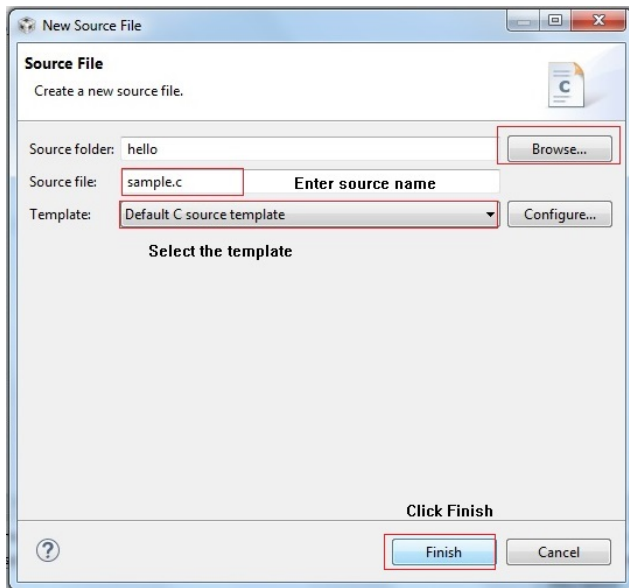 New Source File
Source File
Create a new source file.
c
Source folder: hello Browse...
Source file: sample.c Enter source name
Template: Default C source template Configure...
Select the template
Click Finish
? Finish Cancel